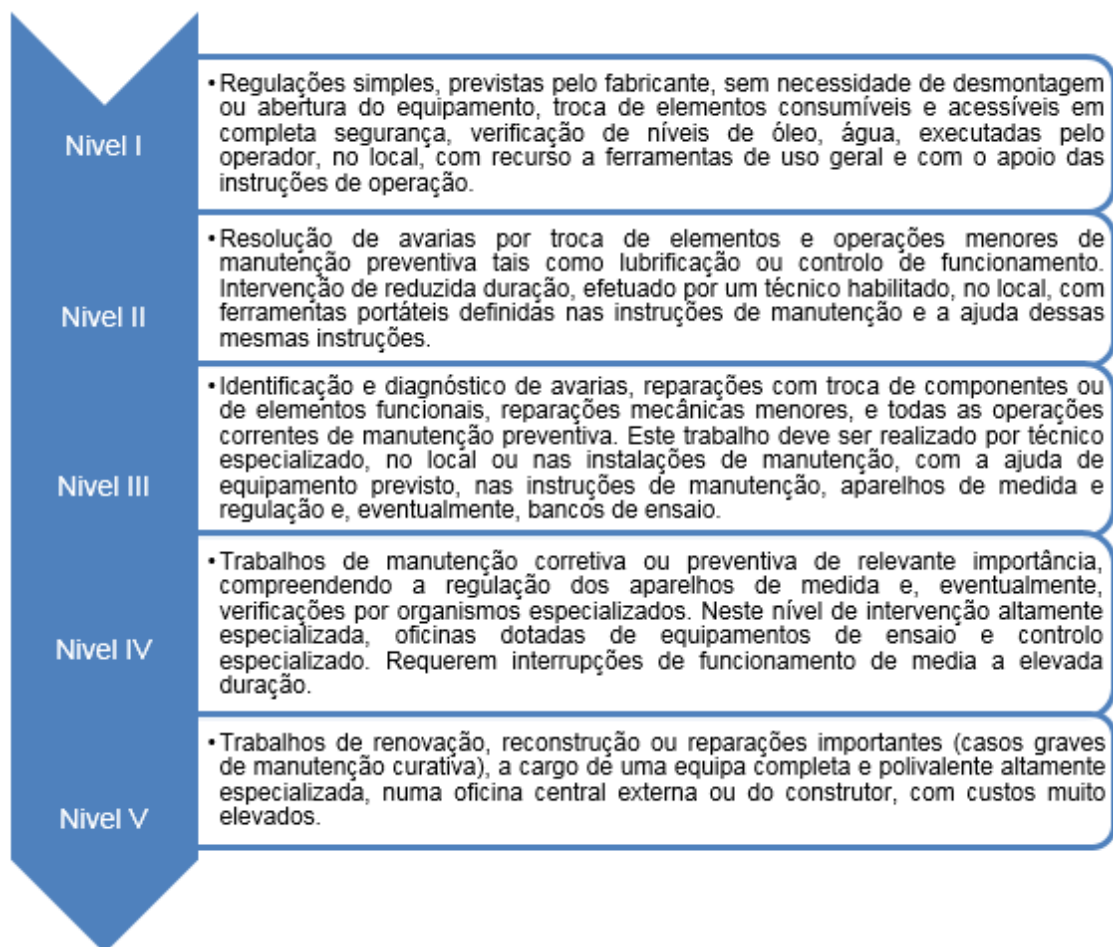 Nivel I
•Regulações simples, previstas pelo fabricante, sem necessidade de desmontagem
ou abertura do equipamento, troca de elementos consumíveis e acessíveis em
completa segurança, verificação de níveis de óleo, água, executadas pelo
operador, no local, com recurso a ferramentas de uso geral e com o apoio das
instruções de operação.
Nivel II
•Resolução de avarias por troca de elementos e operações menores de
manutenção preventiva tais como lubrificação ou controlo de funcionamento.
Intervenção de reduzida duração, efetuado por um técnico habilitado, no local, com
ferramentas portáteis definidas nas instruções de manutenção e a ajuda dessas
mesmas instruções.
Nivel III
•Identificação e diagnóstico de avarias, reparações com troca de componentes ou
de elementos funcionais, reparações mecânicas menores, e todas as operações
correntes de manutenção preventiva. Este trabalho deve ser realizado por técnico
especializado, no local ou nas instalações de manutenção, com a ajuda de
equipamento previsto, nas instruções de manutenção, aparelhos de medida e
regulação e, eventualmente, bancos de ensaio.
Nivel IV
•Trabalhos de manutenção corretiva ou preventiva de relevante importância,
compreendendo a regulação dos aparelhos de medida e, eventualmente,
verificações por organismos especializados. Neste nível de intervenção altamente
especializada, oficinas dotadas de equipamentos de ensaio e controlo
especializado. Requerem interrupções de funcionamento de media a elevada
duração.
Nivel V
•Trabalhos de renovação, reconstrução ou reparações importantes (casos graves
de manutenção curativa), a cargo de uma equipa completa e polivalente altamente
especializada, numa oficina central externa ou do construtor, com custos muito
elevados.